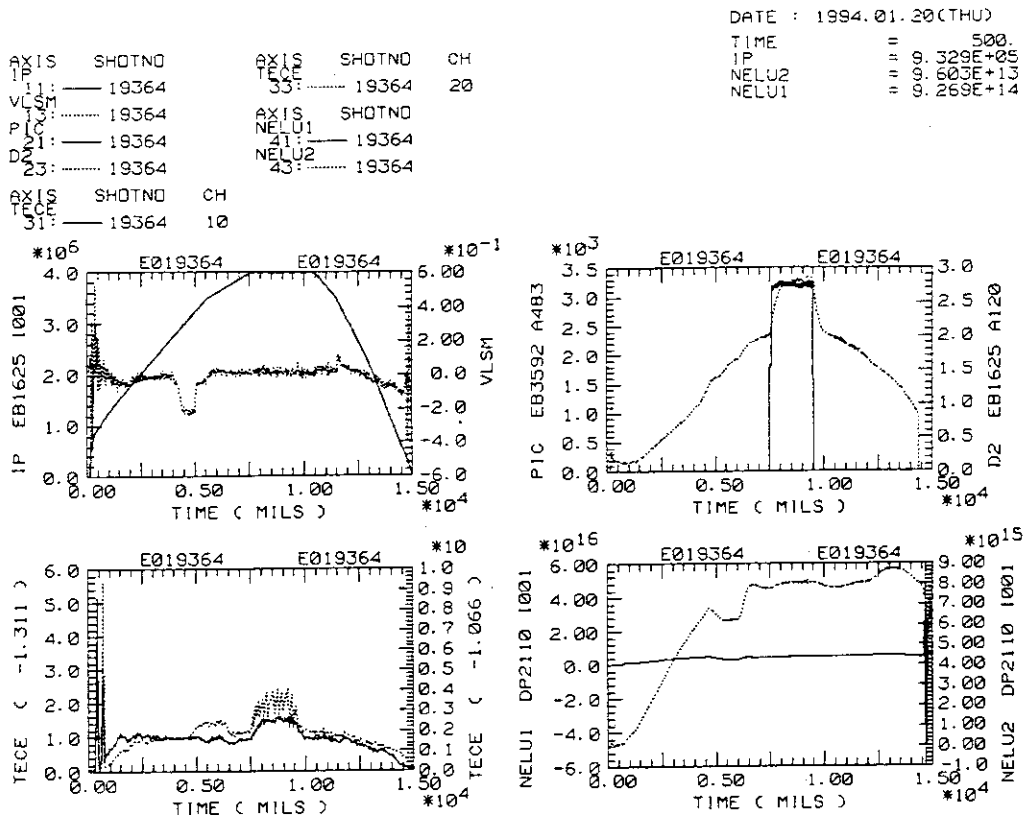 DATE : 1994.01.20(THU)
TIME = 500.
IP = 9.329E+05
NELU2 = 9.603E+13
NELU1 = 9.269E+14
AXIS SHOTNO
IP
11: 19364
VLSM
13: 19364
PIC
21: 19364
D2
23: 19364
AXIS SHOTNO CH
TECE
31: 19364 10
AXIS SHOTNO CH
TECE
33: 19364 20
AXIS SHOTNO
NELU1
41: 19364
NELU2
43: 19364
*10 6
E019364 E019364
*10 -1
4.0
3.0
2.0
1.0
0.0
IP EB1625 1001
6.00
4.0
2.0
0.0
-2.0
-4.0
-6.0
VLSM
0.00 0.50 1.00 1.50
*10 4
TIME ( MILS )
*10 3
E019364 E019364
3.5
3.0
2.5
2.0
1.5
1.0
0.5
0.0
PIC EB3592 A483
3.0
2.5
2.0
1.5
1.0
0.5
0.0
D2 EB1625 A120
0.00 0.50 1.00 1.50
*10 4
TIME ( MILS )
E019364 E019364
*10
6.0
5.0
4.0
3.0
2.0
1.0
0.0
TECE ( -1.311 )
1.0
0.9
0.8
0.7
0.6
0.5
0.4
0.3
0.2
0.1
0.0
TECE ( -1.066 )
0.00 0.50 1.00 1.50
*10 4
TIME ( MILS )
*10 16
E019364 E019364
*10 15
6.00
4.00
2.00
0.0
-2.0
-4.0
-6.0
NELU1 DP2110 1001
9.00
8.00
7.00
6.00
5.00
4.00
3.00
2.00
1.00
0.00
-1.0
NELU2 DP2110 1001
0.00 0.50 1.00 1.50
*10 4
TIME ( MILS )